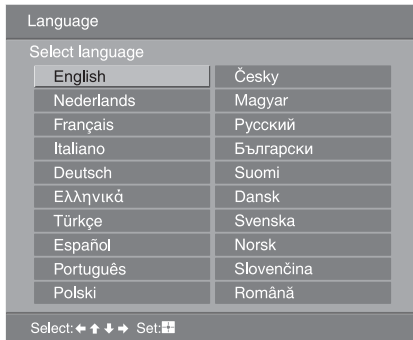 Language
Select language
English
Nederlands
Français
Italiano
Deutsch
Ελληνικά
Türkçe
Español
Português
Polski
Česky
Magyar
Русский
Български
Suomi
Dansk
Svenska
Norsk
Slovenčina
Română
Select: ← ↑ ↓ → Set: